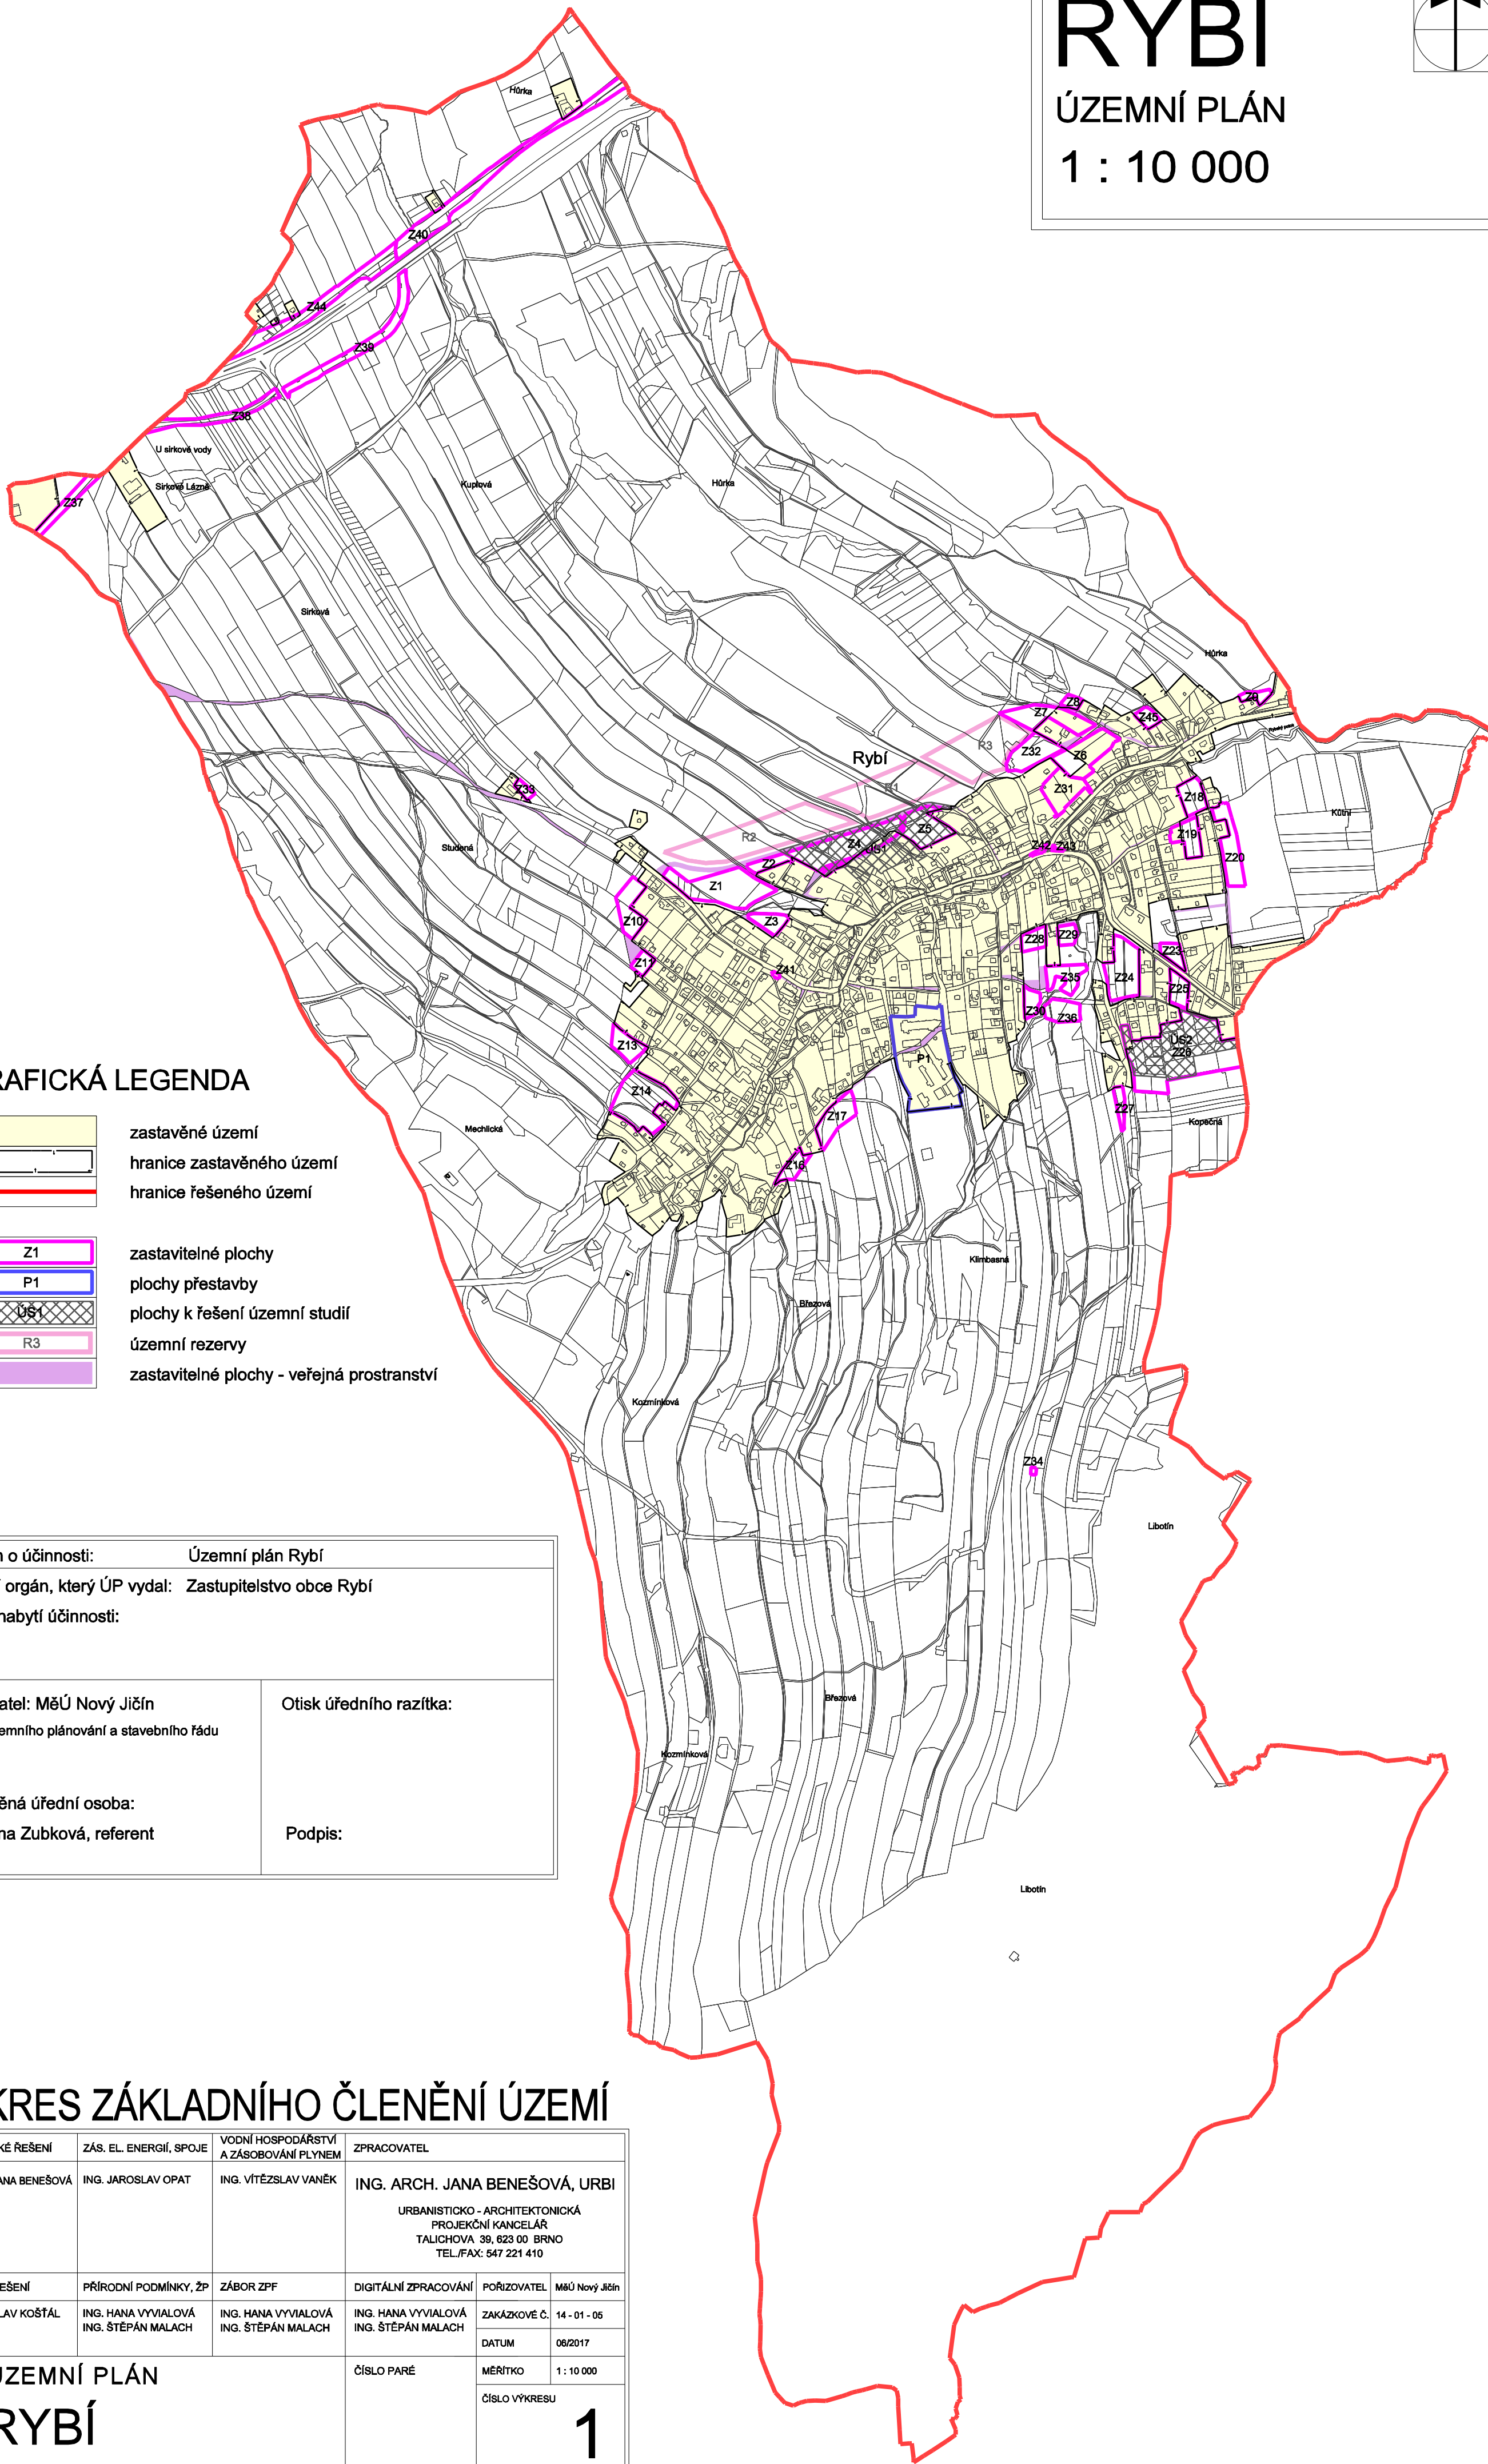 RYBÍ
ÚZEMNÍ PLÁN
1 : 10 000
Hůrka
Z40
Z44
Z39
Z38
U sirkové vody
Sirkové Lázně
Z37
Kuplová
Hůrka
Sirková
Hůrka
Z9
Z8
Z7
Z45
Rybí
R3
Z32
Z6
Z33
R1
Z31
Z18
Kútní
Studená
R2
Z4
ÚS1
Z5
Z19
Z42
Z43
Z2
Z20
Z1
Z10
Z3
Z28
Z29
Z23
Z11
Z41
Z35
Z24
Z25
Z30
Z36
Z13
P1
ÚS2
Z26
Z14
Z17
Z27
Mechlická
Kopečná
Z16
Klimbasná
Březová
Kozmínková
Z34
Libotín
Březová
Kozmínková
Libotín
RAFICKÁ LEGENDA
zastavěné území
hranice zastavěného území
hranice řešeného území
Z1 zastavitelné plochy
P1 plochy přestavby
ÚS1 plochy k řešení územní studií
R3 územní rezervy
zastavitelné plochy - veřejná prostranství
o účinnosti: Územní plán Rybí
orgán, který ÚP vydal: Zastupitelstvo obce Rybí
nabytí účinnosti:
atel: MěÚ Nový Jičín
Otisk úředního razítka:
emního plánování a stavebního řádu
ěná úřední osoba:
na Zubková, referent
Podpis:
KRES ZÁKLADNÍHO ČLENĚNÍ ÚZEMÍ
KÉ ŘEŠENÍ
ZÁS. EL. ENERGIÍ, SPOJE
VODNÍ HOSPODÁŘSTVÍ
A ZÁSOBOVÁNÍ PLYNEM
ZPRACOVATEL
ANA BENEŠOVÁ
ING. JAROSLAV OPAT
ING. VÍTĚZSLAV VANĚK
ING. ARCH. JANA BENEŠOVÁ, URBI
URBANISTICKO - ARCHITEKTONICKÁ
PROJEKČNÍ KANCELÁŘ
TALICHOVA 39, 623 00 BRNO
TEL./FAX: 547 221 410
EŠENÍ
PŘÍRODNÍ PODMÍNKY, ŽP
ZÁBOR ZPF
DIGITÁLNÍ ZPRACOVÁNÍ
POŘIZOVATEL
MěÚ Nový Jičín
LAV KOŠŤÁL
ING. HANA VYVIALOVÁ
ING. ŠTĚPÁN MALACH
ING. HANA VYVIALOVÁ
ING. ŠTĚPÁN MALACH
ING. HANA VYVIALOVÁ
ING. ŠTĚPÁN MALACH
ZAKÁZKOVÉ Č.
14 - 01 - 05
DATUM
06/2017
ÚZEMNÍ PLÁN
RYBÍ
ČÍSLO PARÉ
MĚŘÍTKO
1 : 10 000
ČÍSLO VÝKRESU
1